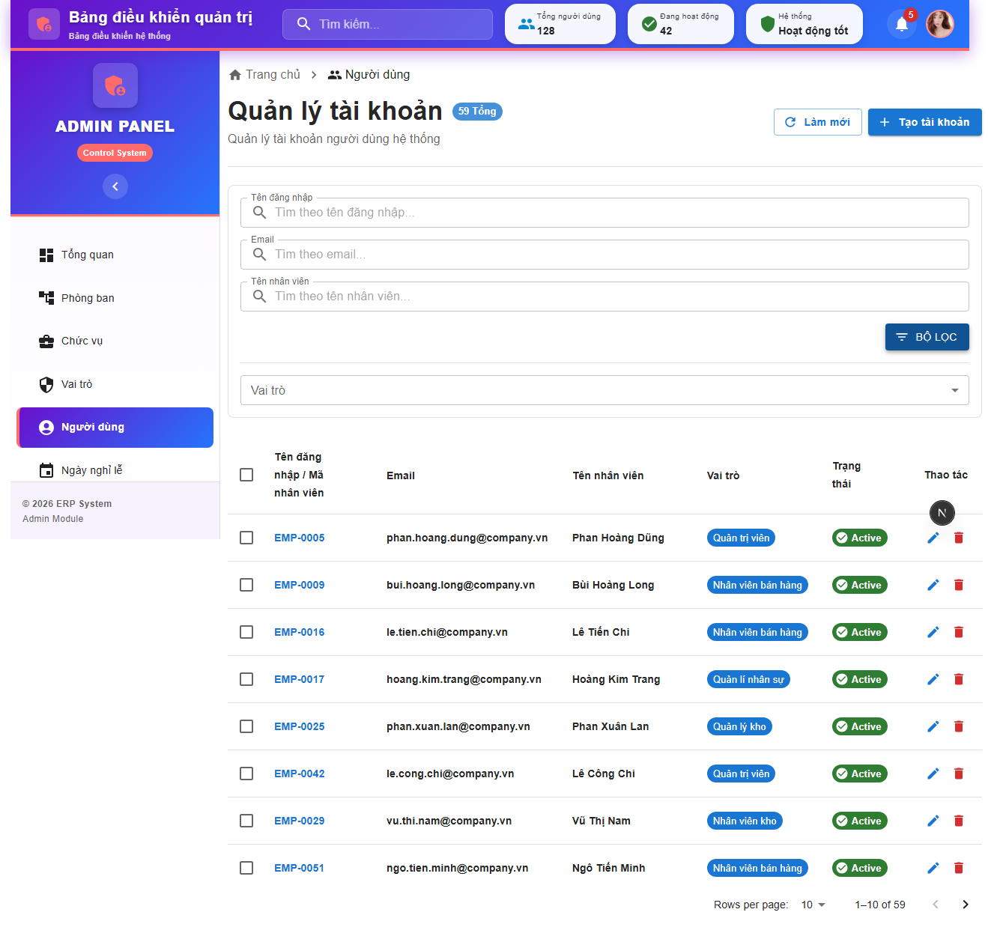 Bảng điều khiển quản trị
Bảng điều khiển hệ thống
Tìm kiếm...
Tổng người dùng
128
Đang hoạt động
42
Hệ thống
Hoạt động tốt
5
ADMIN PANEL
Control System
Tổng quan
Phòng ban
Chức vụ
Vai trò
Người dùng
Ngày nghỉ lễ
© 2026 ERP System
Admin Module
Trang chủ
Người dùng
Quản lý tài khoản
59 Tổng
Quản lý tài khoản người dùng hệ thống
Làm mới
Tạo tài khoản
Tên đăng nhập
Tìm theo tên đăng nhập...
Email
Tìm theo email...
Tên nhân viên
Tìm theo tên nhân viên...
BỘ LỌC
Vai trò
Tên đăng nhập / Mã nhân viên Email Tên nhân viên Vai trò Trạng thái Thao tác
N
EMP-0005 phan.hoang.dung@company.vn Phan Hoàng Dũng Quản trị viên Active
EMP-0009 bui.hoang.long@company.vn Bùi Hoàng Long Nhân viên bán hàng Active
EMP-0016 le.tien.chi@company.vn Lê Tiến Chi Nhân viên bán hàng Active
EMP-0017 hoang.kim.trang@company.vn Hoàng Kim Trang Quản lí nhân sự Active
EMP-0025 phan.xuan.lan@company.vn Phan Xuân Lan Quản lý kho Active
EMP-0042 le.cong.chi@company.vn Lê Công Chi Quản trị viên Active
EMP-0029 vu.thi.nam@company.vn Vũ Thị Nam Nhân viên kho Active
EMP-0051 ngo.tien.minh@company.vn Ngô Tiến Minh Nhân viên bán hàng Active
Rows per page: 10 1–10 of 59